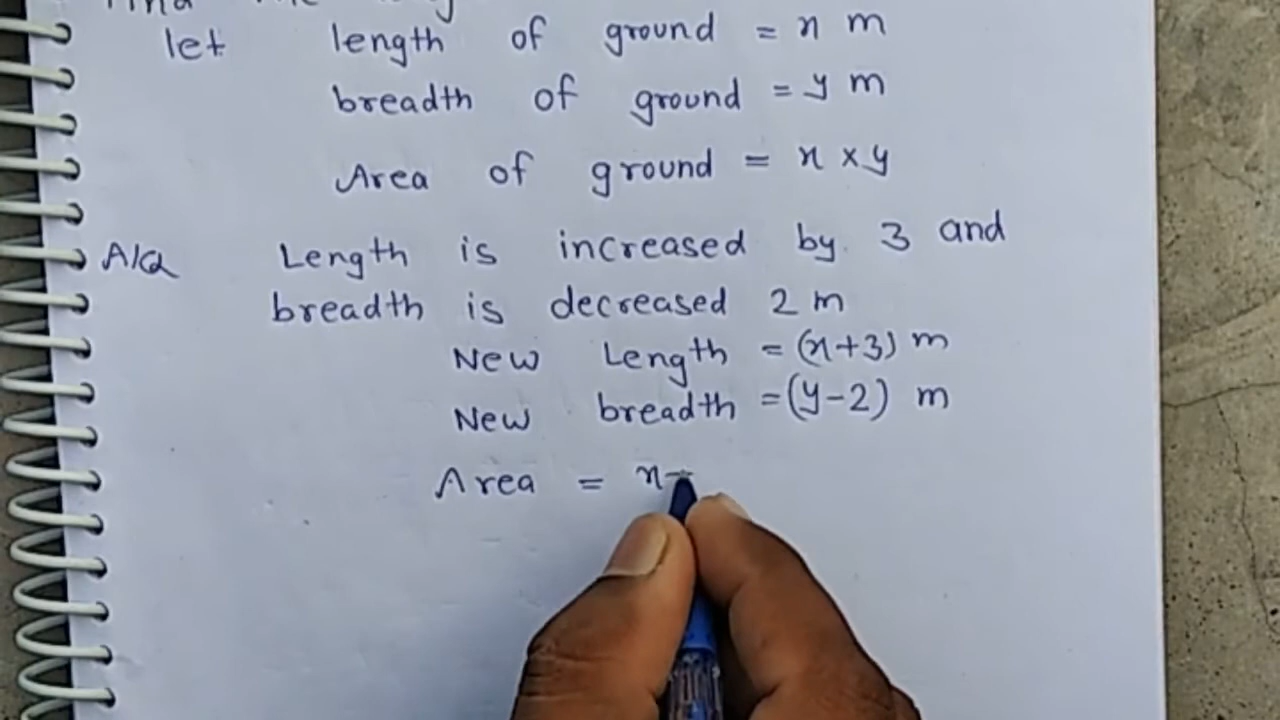 let length of ground = x m
breadth of ground = y m
Area of ground = x × y
A/Q Length is increased by 3 and
breadth is decreased 2 m
New Length = (x+3) m
New breadth = (y-2) m
Area = x